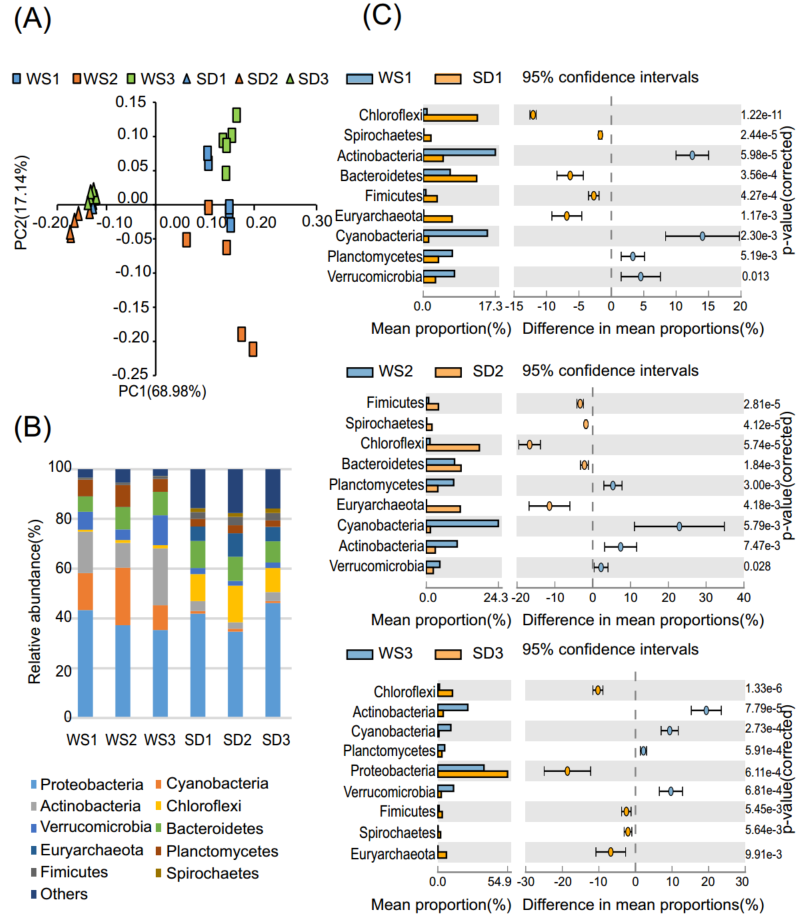 (A)
WS1 WS2 WS3 SD1 SD2 SD3
0.15
0.10
0.05
0.00
-0.20 -0.10 0.00 0.10 0.20 0.30
-0.05
-0.10
-0.15
-0.20
-0.25
PC2(17.14%)
PC1(68.98%)
(B)
100
80
60
40
20
0
Relative abundance(%)
WS1 WS2 WS3 SD1 SD2 SD3
Proteobacteria Cyanobacteria
Actinobacteria Chloroflexi
Verrucomicrobia Bacteroidetes
Euryarchaeota Planctomycetes
Fimicutes Spirochaetes
Others
(C)
WS1 SD1 95% confidence intervals
Chloroflexi 1.22e-11
Spirochaetes 2.44e-5
Actinobacteria 5.98e-5
Bacteroidetes 3.56e-4
Fimicutes 4.27e-4
Euryarchaeota 1.17e-3
Cyanobacteria 2.30e-3
Planctomycetes 5.19e-3
Verrucomicrobia 0.013
p-value(corrected)
0.0 17.3 -15 -10 -5 0 5 10 15 20
Mean proportion(%) Difference in mean proportions(%)
WS2 SD2 95% confidence intervals
Fimicutes 2.81e-5
Spirochaetes 4.12e-5
Chloroflexi 5.74e-5
Bacteroidetes 1.84e-3
Planctomycetes 3.00e-3
Euryarchaeota 4.18e-3
Cyanobacteria 5.79e-3
Actinobacteria 7.47e-3
Verrucomicrobia 0.028
p-value(corrected)
0.0 24.3 -20 -10 0 10 20 30 40
Mean proportion(%) Difference in mean proportions(%)
WS3 SD3 95% confidence intervals
Chloroflexi 1.33e-6
Actinobacteria 7.79e-5
Cyanobacteria 2.73e-4
Planctomycetes 5.91e-4
Proteobacteria 6.11e-4
Verrucomicrobia 6.81e-4
Fimicutes 5.45e-3
Spirochaetes 5.64e-3
Euryarchaeota 9.91e-3
p-value(corrected)
0.0 54.9 -30 -20 -10 0 10 20 30
Mean proportion(%) Difference in mean proportions(%)